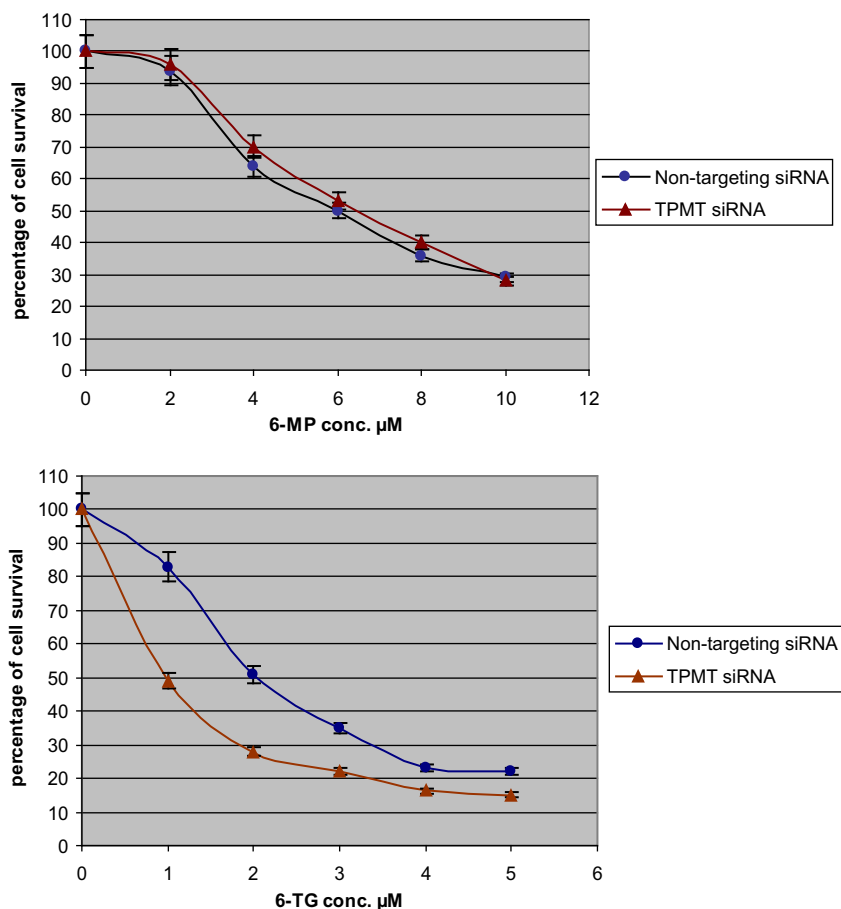 110
100
90
80
70
60
50
40
30
20
10
0
percentage of cell survival
0 2 4 6 8 10 12
6-MP conc. µM
Non-targeting siRNA
TPMT siRNA
110
100
90
80
70
60
50
40
30
20
10
0
percentage of cell survival
0 1 2 3 4 5 6
6-TG conc. µM
Non-targeting siRNA
TPMT siRNA